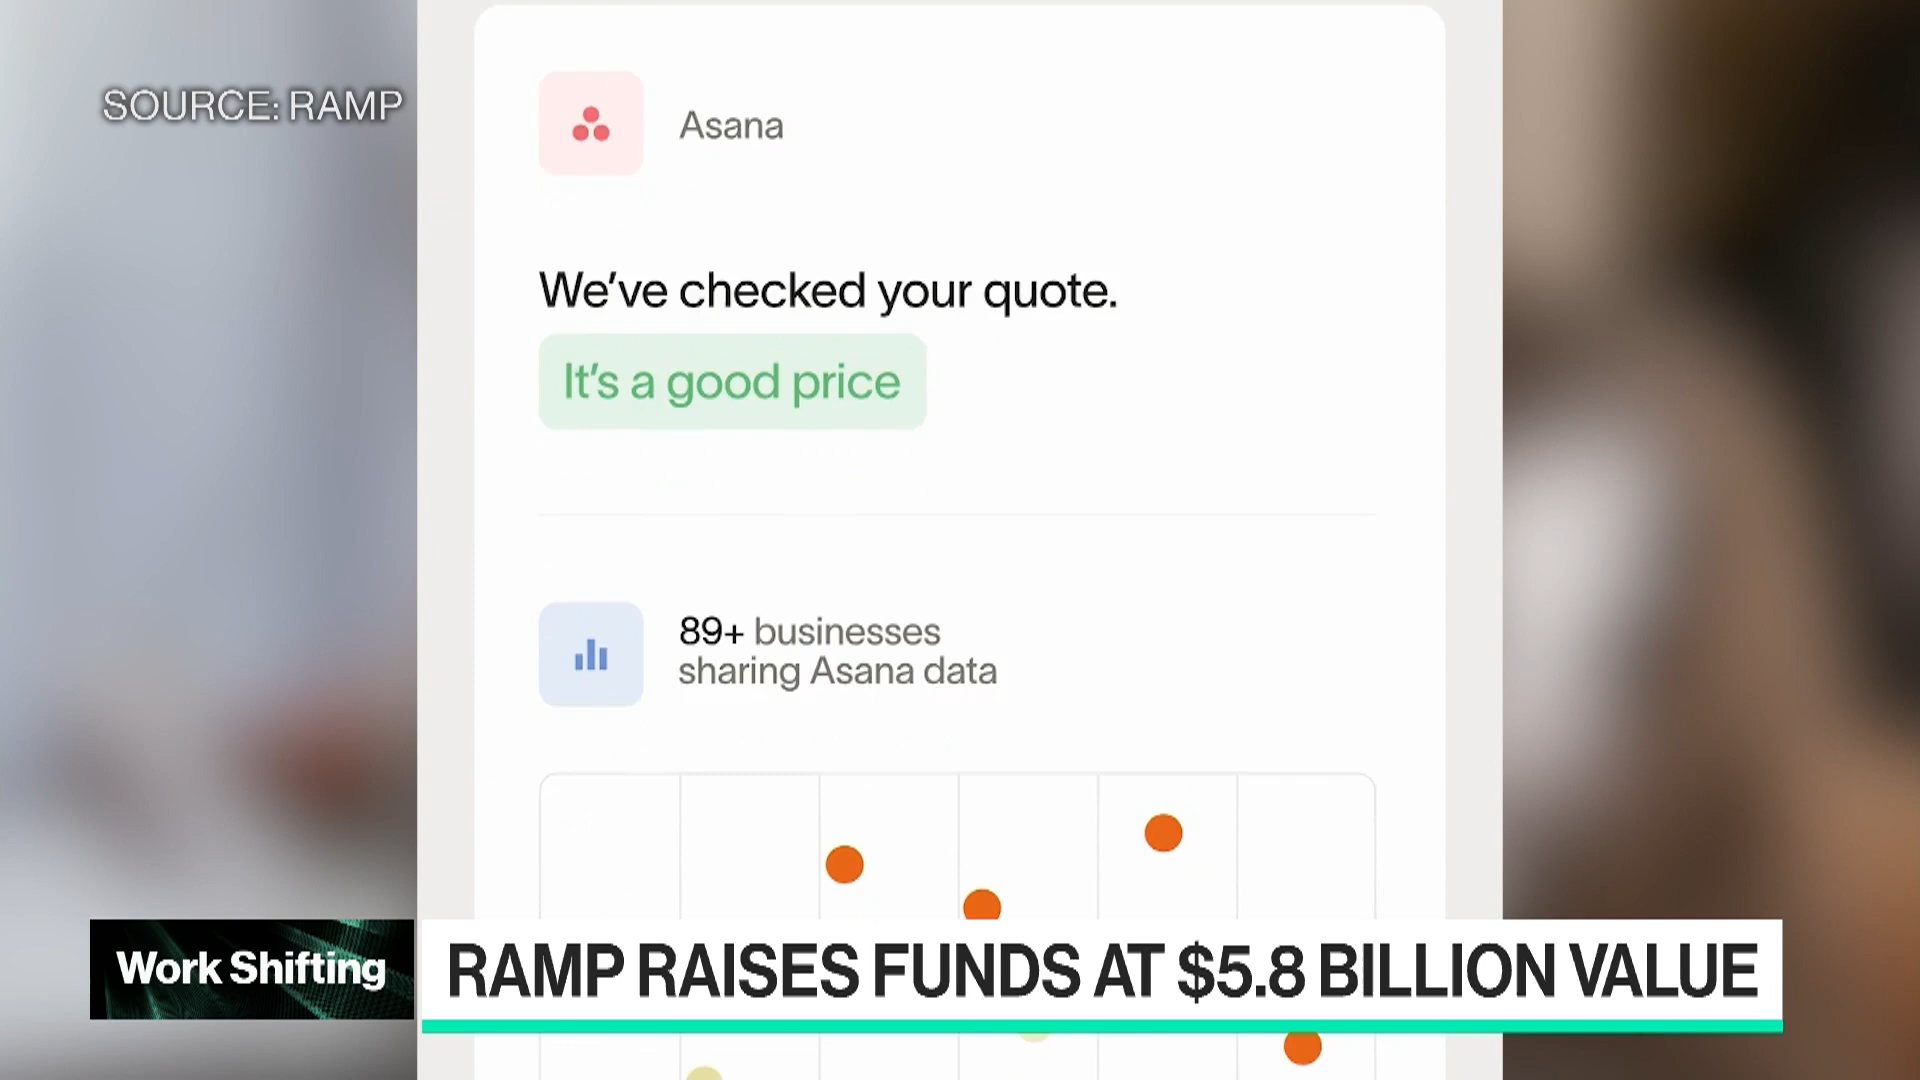 SOURCE: RAMP
Asana
We've checked your quote.
It's a good price
89+ businesses
sharing Asana data
Work Shifting
RAMP RAISES FUNDS AT $5.8 BILLION VALUE